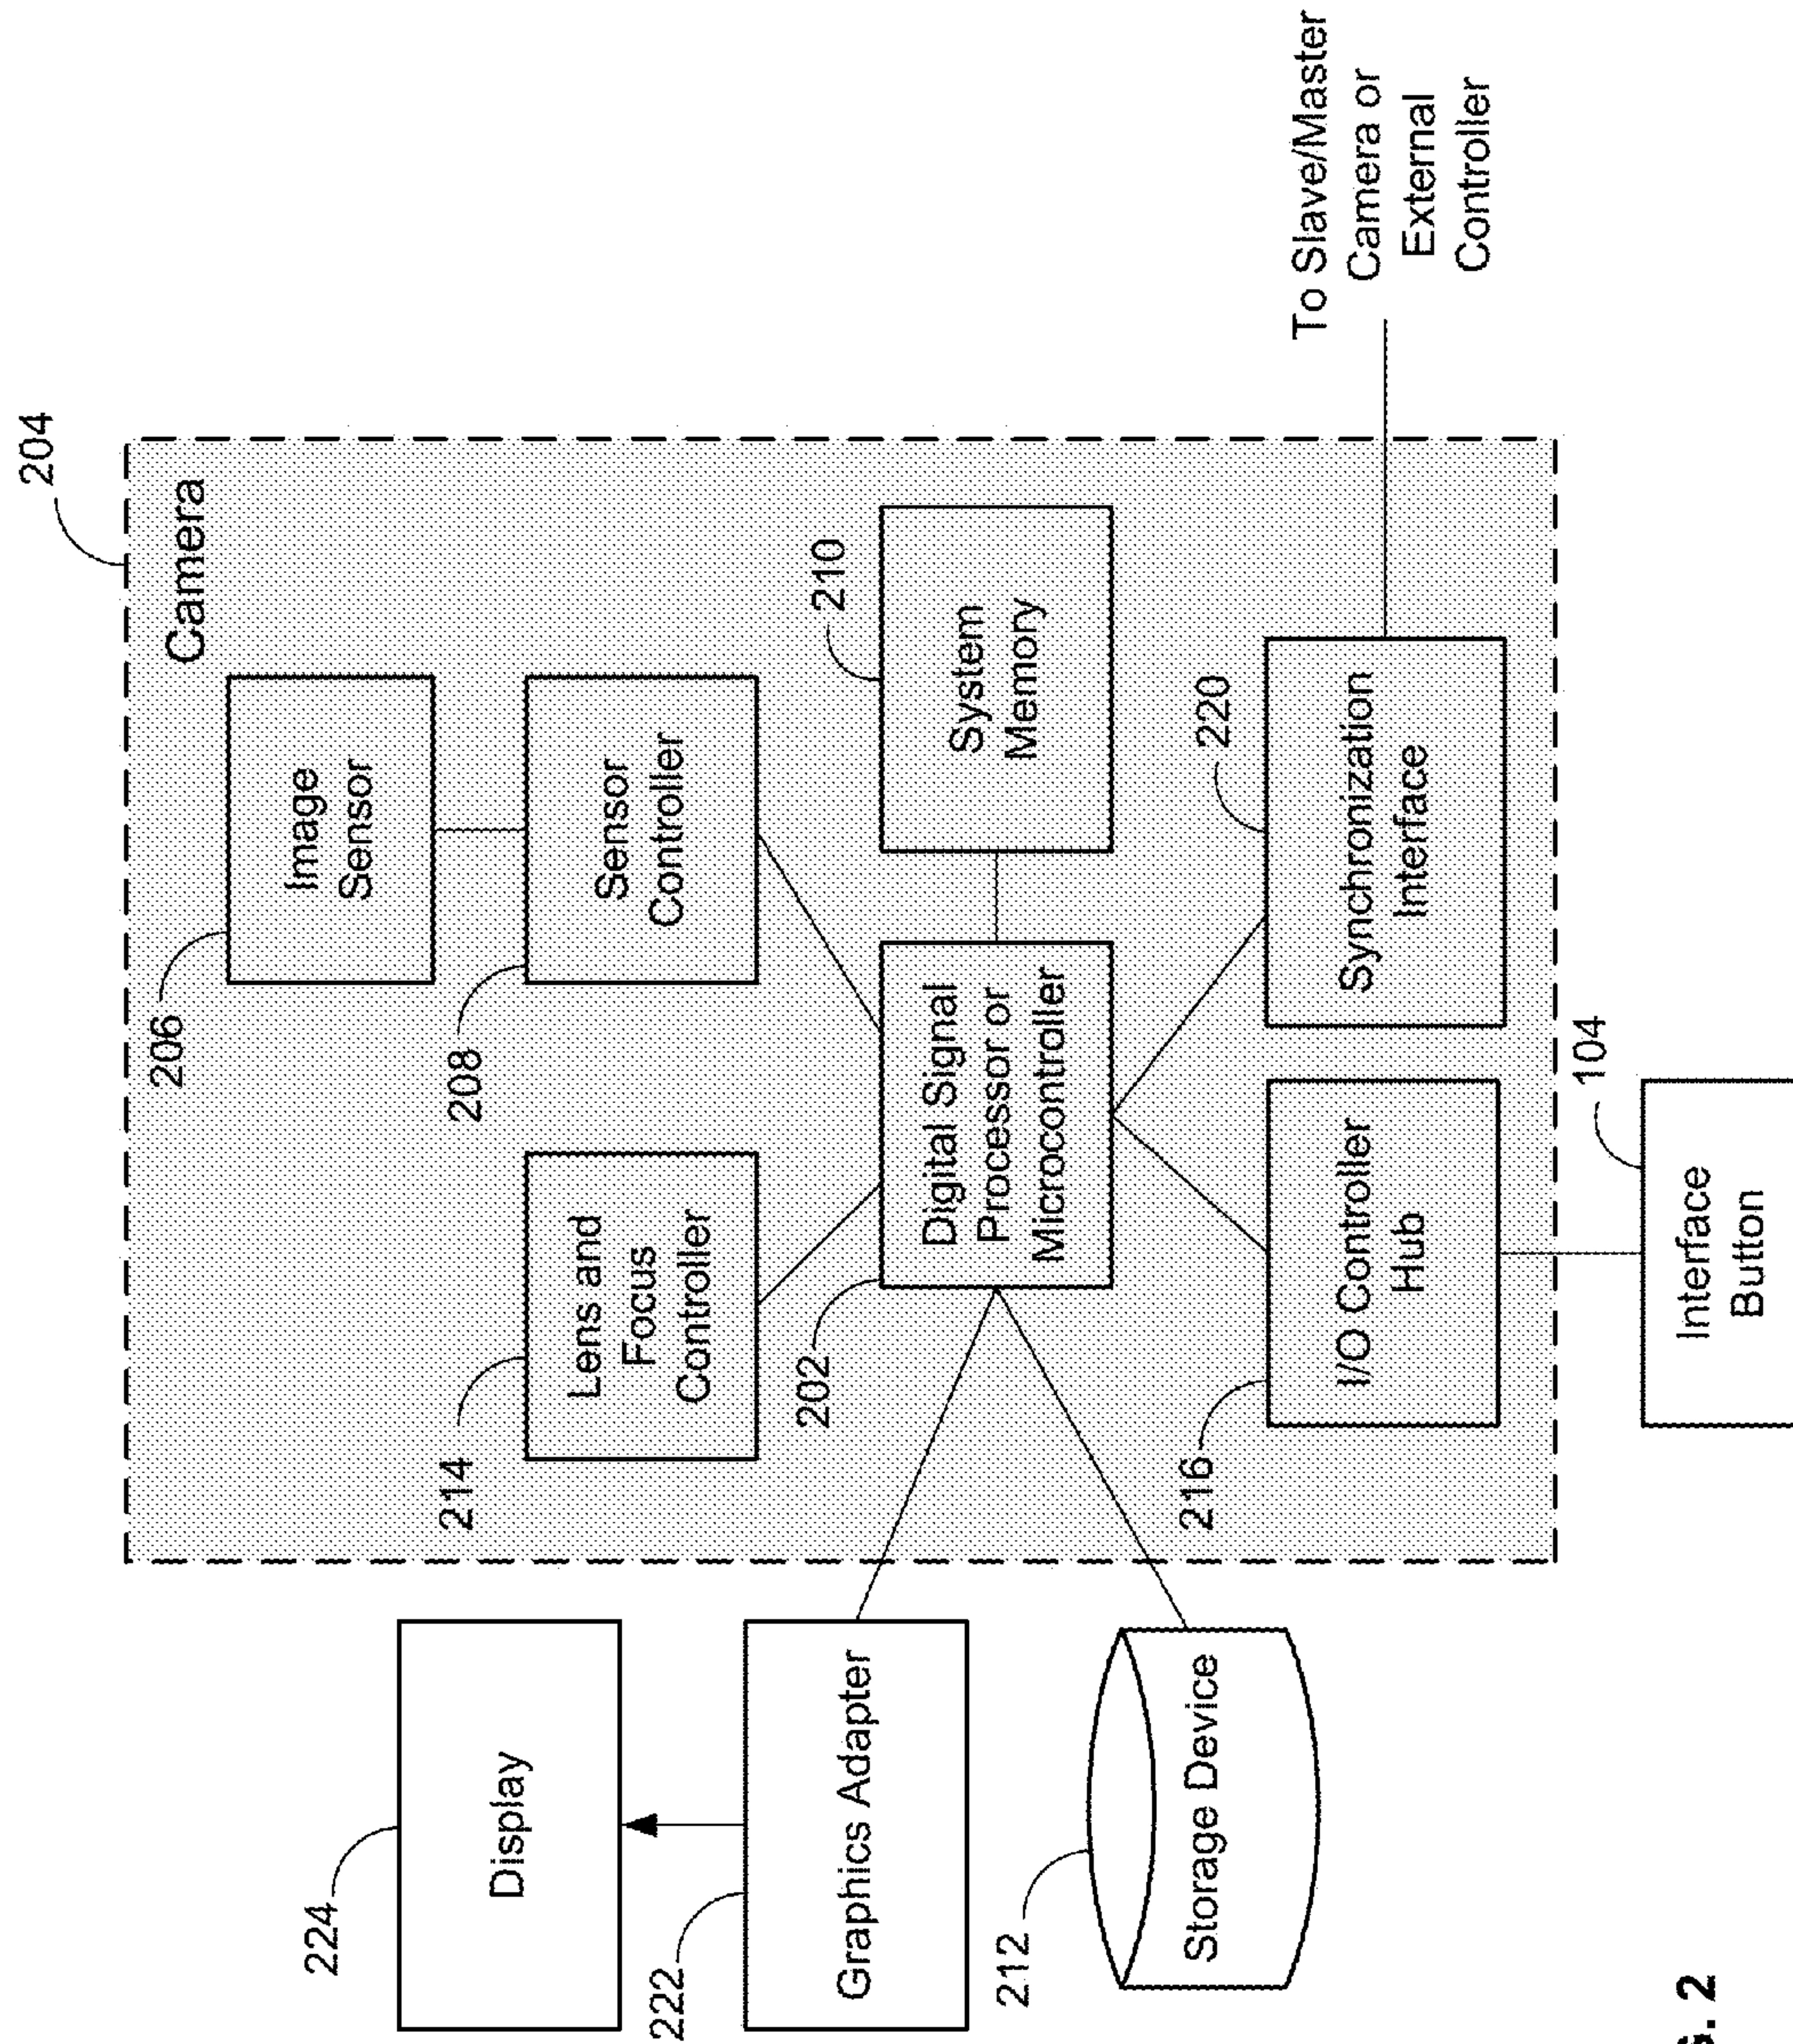 204
Camera
206
Image
Sensor
208
Sensor
Controller
214
Lens and
Focus
Controller
210
System
Memory
202
Digital Signal
Processor or
Microcontroller
220
Synchronization
Interface
216
I/O Controller
Hub
104
Interface
Button
To Slave/Master
Camera or
External
Controller
224
Display
222
Graphics Adapter
212
Storage Device
. 2